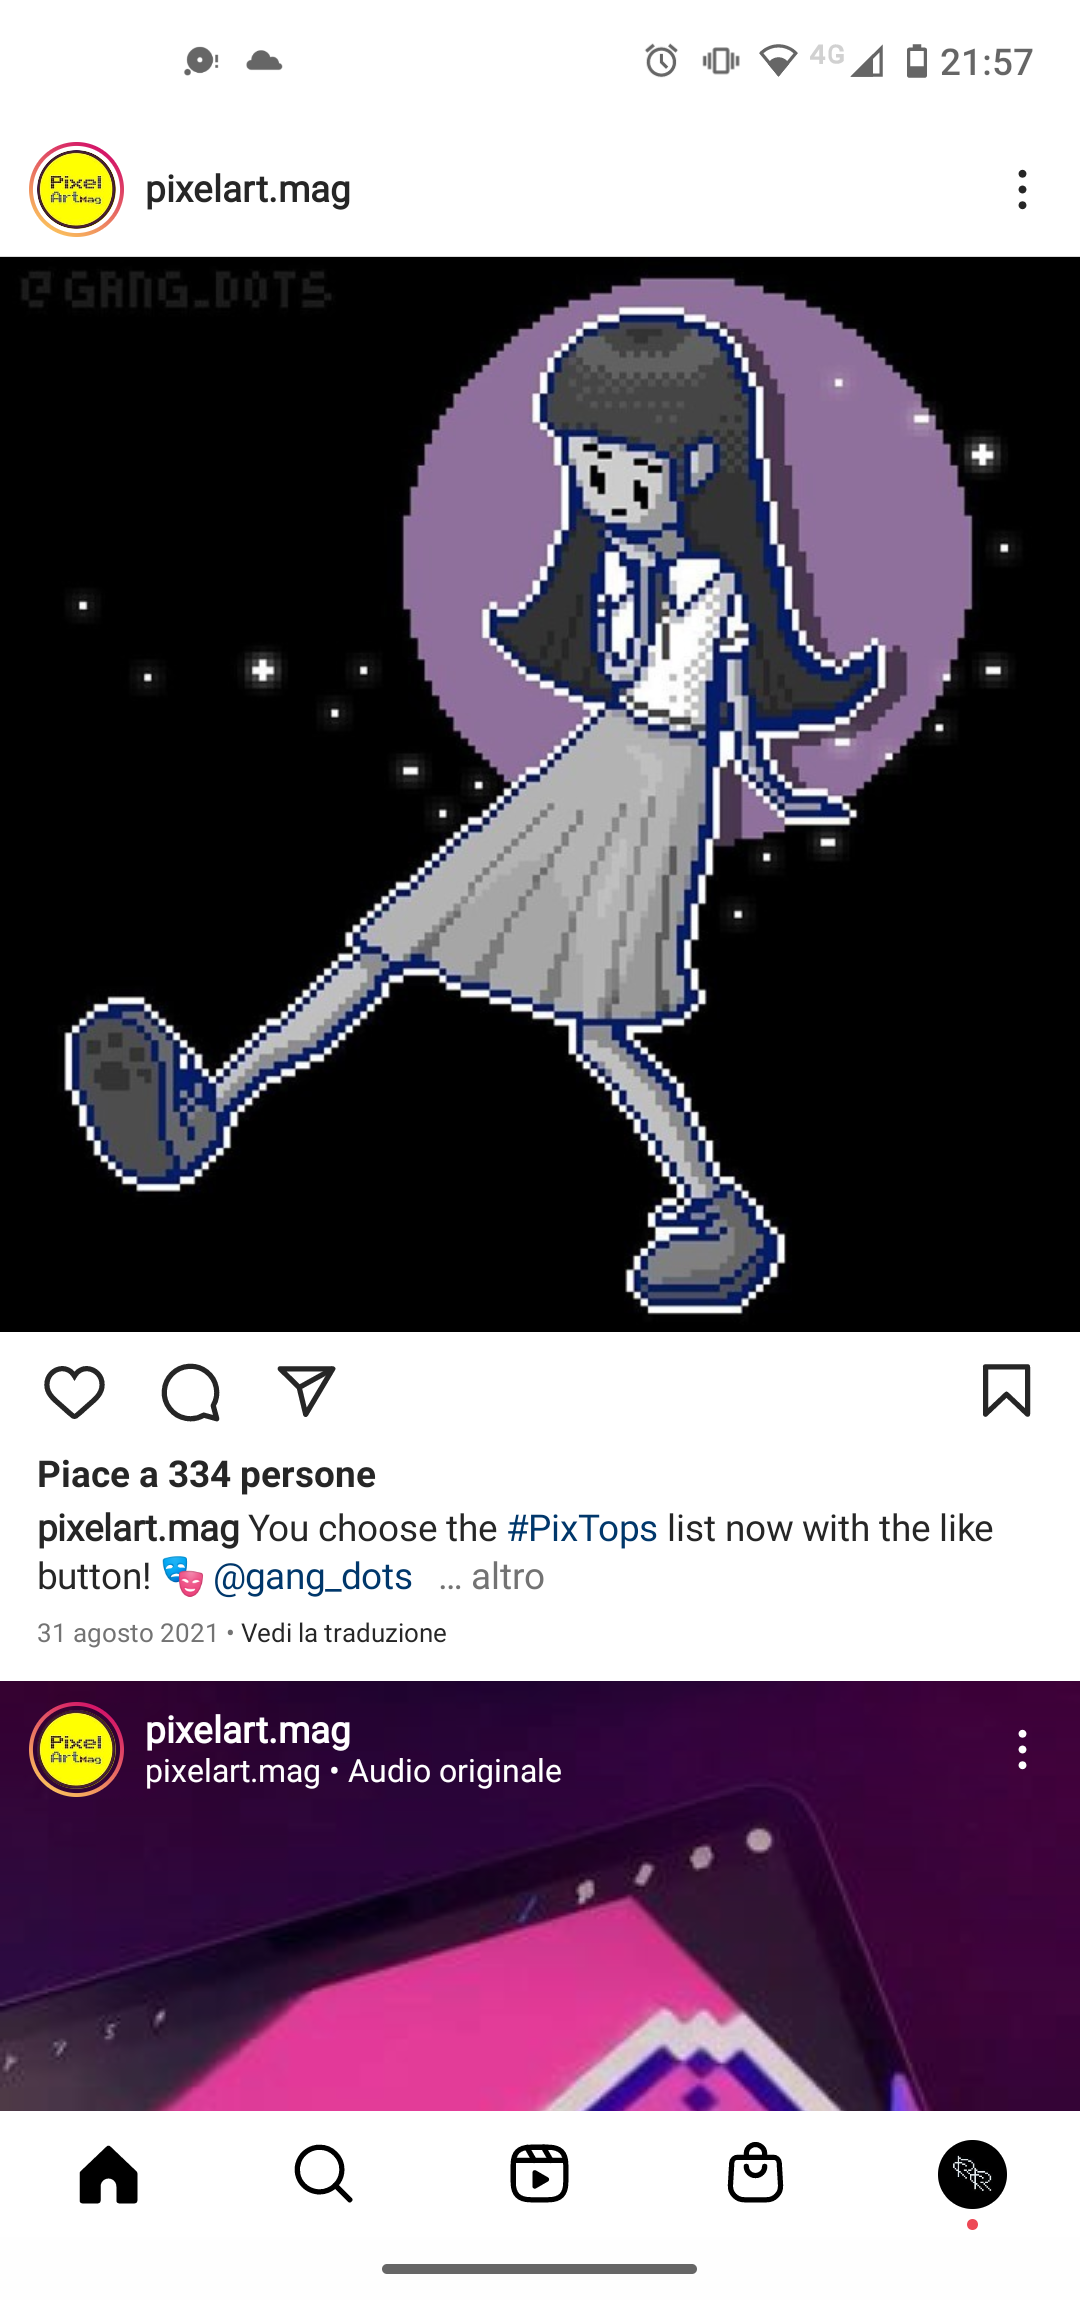 4G 21:57
Pixel
ArtMag
pixelart.mag
@GANG_DOTS
Piace a 334 persone
pixelart.mag You choose the #PixTops list now with the like
button! 🎭 @gang_dots ... altro
31 agosto 2021 • Vedi la traduzione
Pixel
ArtMag
pixelart.mag
pixelart.mag • Audio originale